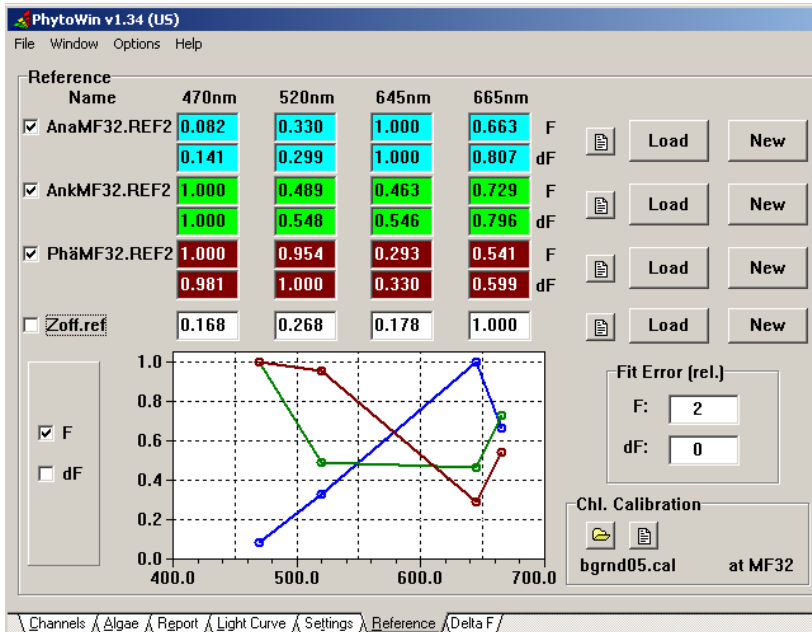 PhytoWin v1.34 (US)
File Window Options Help
Reference
Name 470nm 520nm 645nm 665nm
AnaMF32.REF2 0.082 0.330 1.000 0.663 F Load New
0.141 0.299 1.000 0.807 dF
AnkMF32.REF2 1.000 0.489 0.463 0.729 F Load New
1.000 0.548 0.546 0.796 dF
PhäMF32.REF2 1.000 0.954 0.293 0.541 F Load New
0.981 1.000 0.330 0.599 dF
Zoff.ref 0.168 0.268 0.178 1.000 Load New
F
dF
1.0
0.8
0.6
0.4
0.2
0.0
400.0 500.0 600.0 700.0
Fit Error (rel.)
F: 2
dF: 0
Chl. Calibration
bgrnd05.cal at MF32
Channels Algae Report Light Curve Settings Reference Delta F